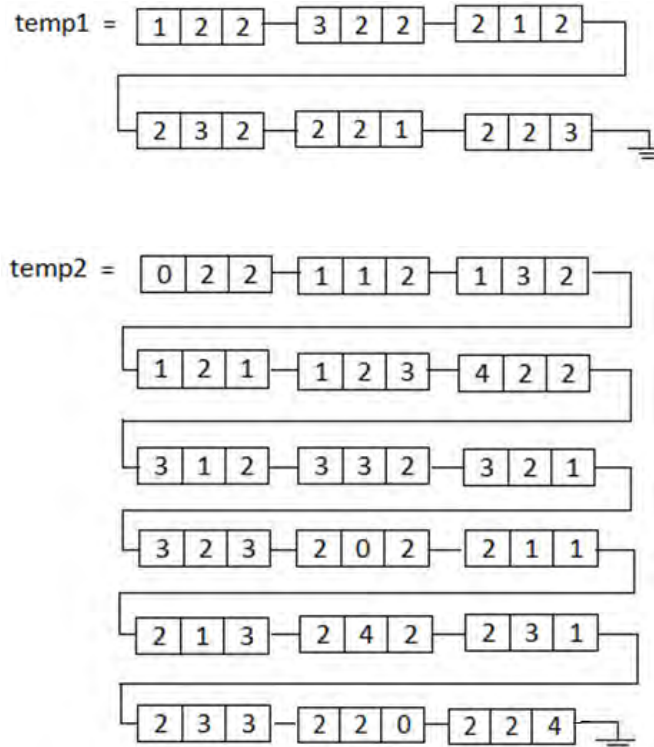 temp1 = 1 2 2 3 2 2 2 1 2
2 3 2 2 2 1 2 2 3
temp2 = 0 2 2 1 1 2 1 3 2
1 2 1 1 2 3 4 2 2
3 1 2 3 3 2 3 2 1
3 2 3 2 0 2 2 1 1
2 1 3 2 4 2 2 3 1
2 3 3 2 2 0 2 2 4